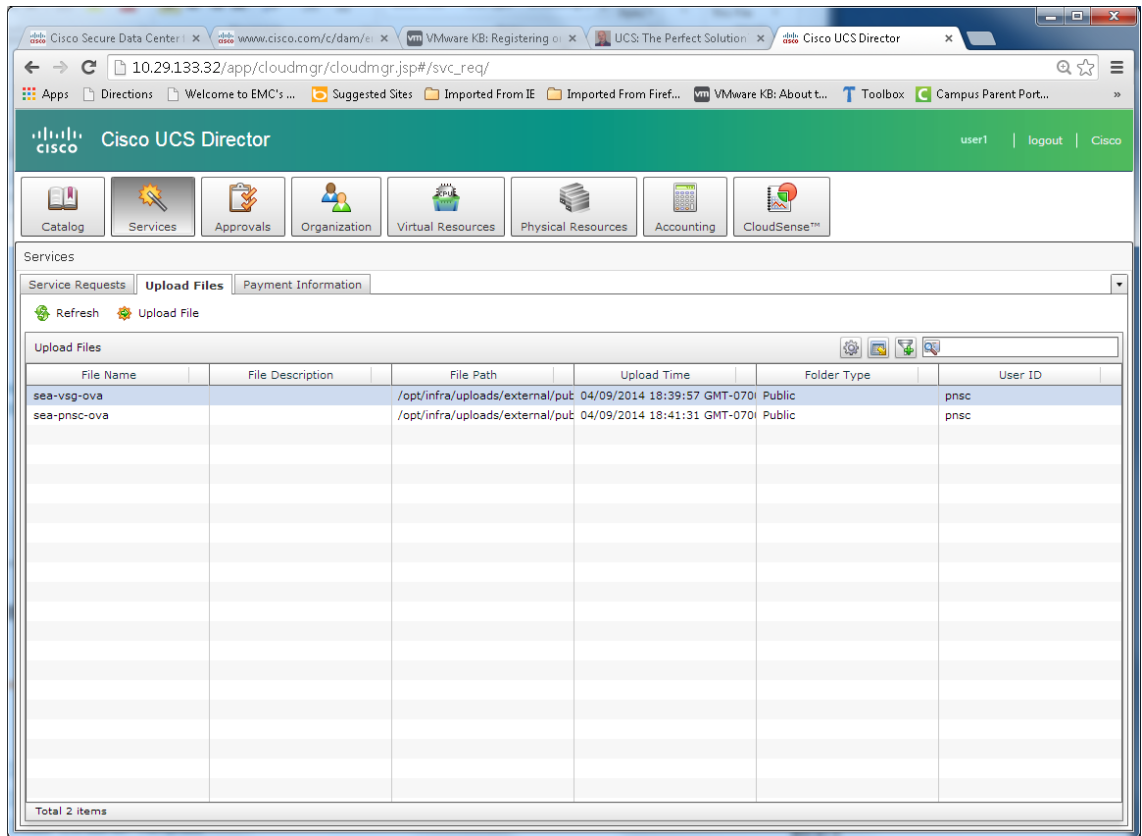 Cisco Secure Data Center
www.cisco.com/c/dam/e
VMware KB: Registering o
UCS: The Perfect Solution
Cisco UCS Director
10.29.133.32/app/cloudmgr/cloudmgr.jsp#/svc_req/
Apps Directions Welcome to EMC's ... Suggested Sites Imported From IE Imported From Firef... VMware KB: About t... Toolbox Campus Parent Port... »
cisco Cisco UCS Director user1 | logout | Cisco
Catalog Services Approvals Organization Virtual Resources Physical Resources Accounting CloudSense™
Services
Service Requests Upload Files Payment Information
Refresh Upload File
Upload Files
File Name File Description File Path Upload Time Folder Type User ID
sea-vsg-ova /opt/infra/uploads/external/pub 04/09/2014 18:39:57 GMT-070 Public pnsc
sea-pnsc-ova /opt/infra/uploads/external/pub 04/09/2014 18:41:31 GMT-070 Public pnsc
Total 2 items